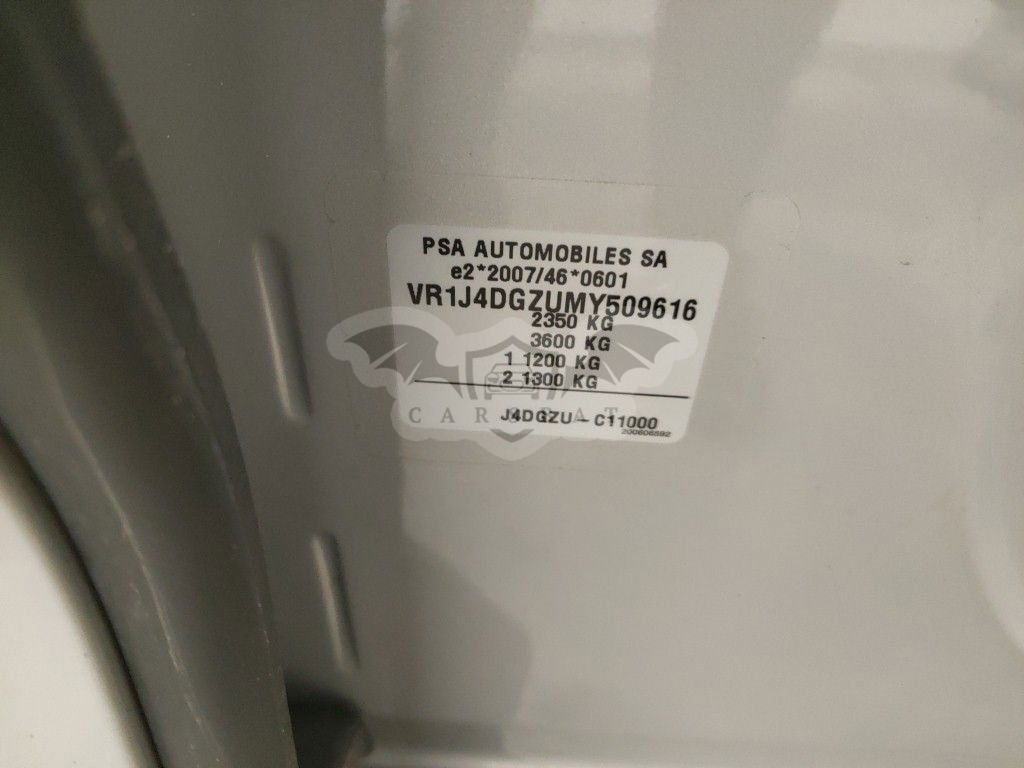 PSA AUTOMOBILES SA
e2*2007/46*0601
VR1J4DGZUMY509616
2350 KG
3600 KG
1 1200 KG
2 1300 KG
J4DGZU - C11000
200606592